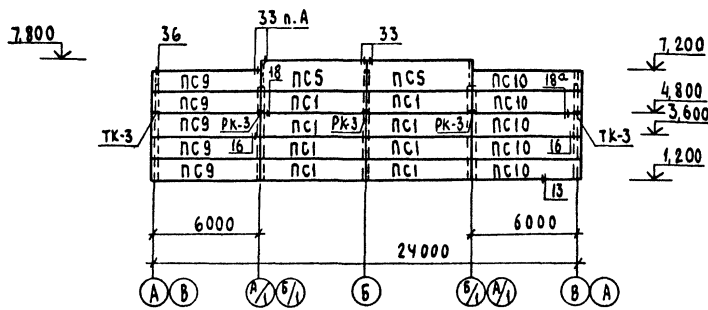 33 п. А
7,800
36
33
7,200
ПС9
18
ПС5
ПС5
ПС10
18а
4,800
ПС9
ПС1
ПС1
ПС10
3,600
ТК-3
ПС9
РК-3
ПС1
РК-3
ПС1
РК-3
ПС10
ТК-3
ПС9
16
ПС1
ПС1
ПС10
16
1,200
ПС9
ПС1
ПС1
ПС10
13
6000
6000
24000
А В
А/1 Б/1
Б
Б/1 А/1
В А